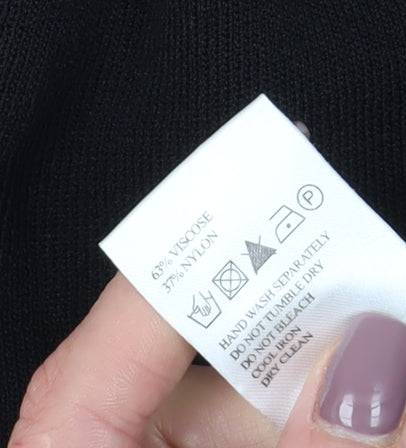 63% VISCOSE
37% NYLON
P
HAND WASH SEPARATELY
DO NOT TUMBLE DRY
DO NOT BLEACH
COOL IRON
DRY CLEAN